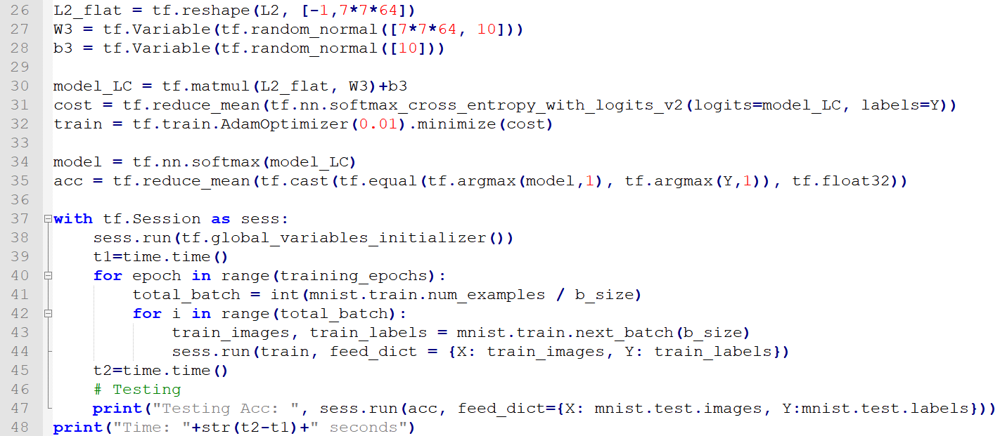 26 L2_flat = tf.reshape(L2, [-1,7*7*64])
27 W3 = tf.Variable(tf.random_normal([7*7*64, 10]))
28 b3 = tf.Variable(tf.random_normal([10]))
29
30 model_LC = tf.matmul(L2_flat, W3)+b3
31 cost = tf.reduce_mean(tf.nn.softmax_cross_entropy_with_logits_v2(logits=model_LC, labels=Y))
32 train = tf.train.AdamOptimizer(0.01).minimize(cost)
33
34 model = tf.nn.softmax(model_LC)
35 acc = tf.reduce_mean(tf.cast(tf.equal(tf.argmax(model,1), tf.argmax(Y,1)), tf.float32))
36
37 with tf.Session as sess:
38     sess.run(tf.global_variables_initializer())
39     t1=time.time()
40     for epoch in range(training_epochs):
41         total_batch = int(mnist.train.num_examples / b_size)
42         for i in range(total_batch):
43             train_images, train_labels = mnist.train.next_batch(b_size)
44             sess.run(train, feed_dict = {X: train_images, Y: train_labels})
45     t2=time.time()
46     # Testing
47     print("Testing Acc: ", sess.run(acc, feed_dict={X: mnist.test.images, Y:mnist.test.labels}))
48 print("Time: "+str(t2-t1)+" seconds")